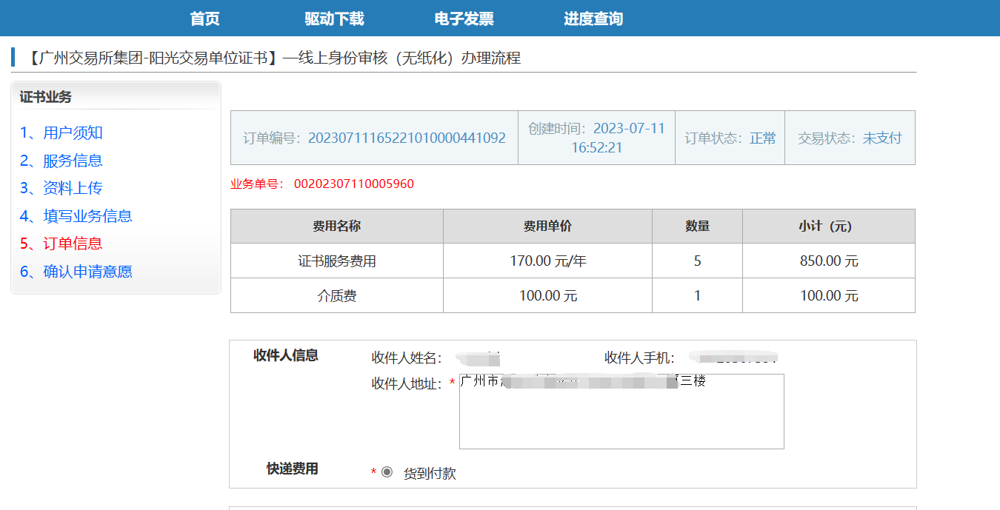 首页 驱动下载 电子发票 进度查询
【广州交易所集团-阳光交易单位证书】—线上身份审核（无纸化）办理流程
证书业务
1、用户须知
2、服务信息
3、资料上传
4、填写业务信息
5、订单信息
6、确认申请意愿
订单编号：20230711165221010000441092 创建时间：2023-07-11 16:52:21 订单状态：正常 交易状态：未支付
业务单号： 00202307110005960
费用名称 费用单价 数量 小计（元）
证书服务费用 170.00 元/年 5 850.00 元
介质费 100.00 元 1 100.00 元
收件人信息 收件人姓名： 收件人手机：
收件人地址：* 广州市 三楼
快递费用 * 货到付款